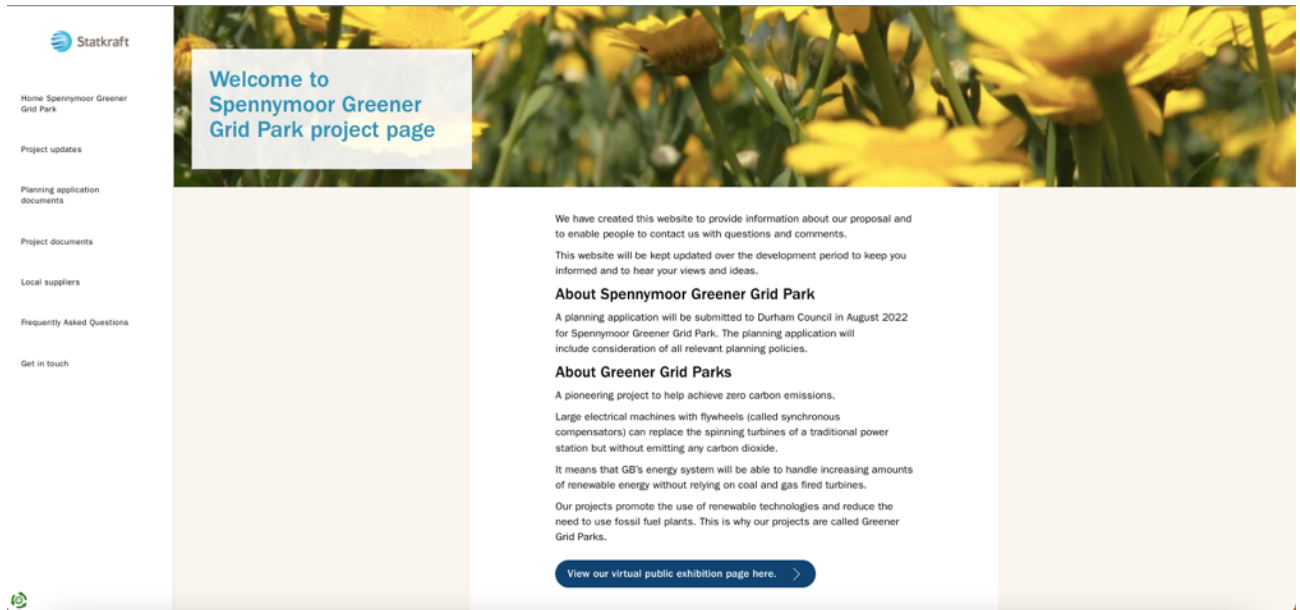 Statkraft
Home Spennymoor Greener
Grid Park
Project updates
Planning application
documents
Project documents
Local suppliers
Frequently Asked Questions
Get in touch
Welcome to
Spennymoor Greener
Grid Park project page
We have created this website to provide information about our proposal and
to enable people to contact us with questions and comments.
This website will be kept updated over the development period to keep you
informed and to hear your views and ideas.
About Spennymoor Greener Grid Park
A planning application will be submitted to Durham Council in August 2022
for Spennymoor Greener Grid Park. The planning application will
include consideration of all relevant planning policies.
About Greener Grid Parks
A pioneering project to help achieve zero carbon emissions.
Large electrical machines with flywheels (called synchronous
compensators) can replace the spinning turbines of a traditional power
station but without emitting any carbon dioxide.
It means that GB's energy system will be able to handle increasing amounts
of renewable energy without relying on coal and gas fired turbines.
Our projects promote the use of renewable technologies and reduce the
need to use fossil fuel plants. This is why our projects are called Greener
Grid Parks.
View our virtual public exhibition page here.